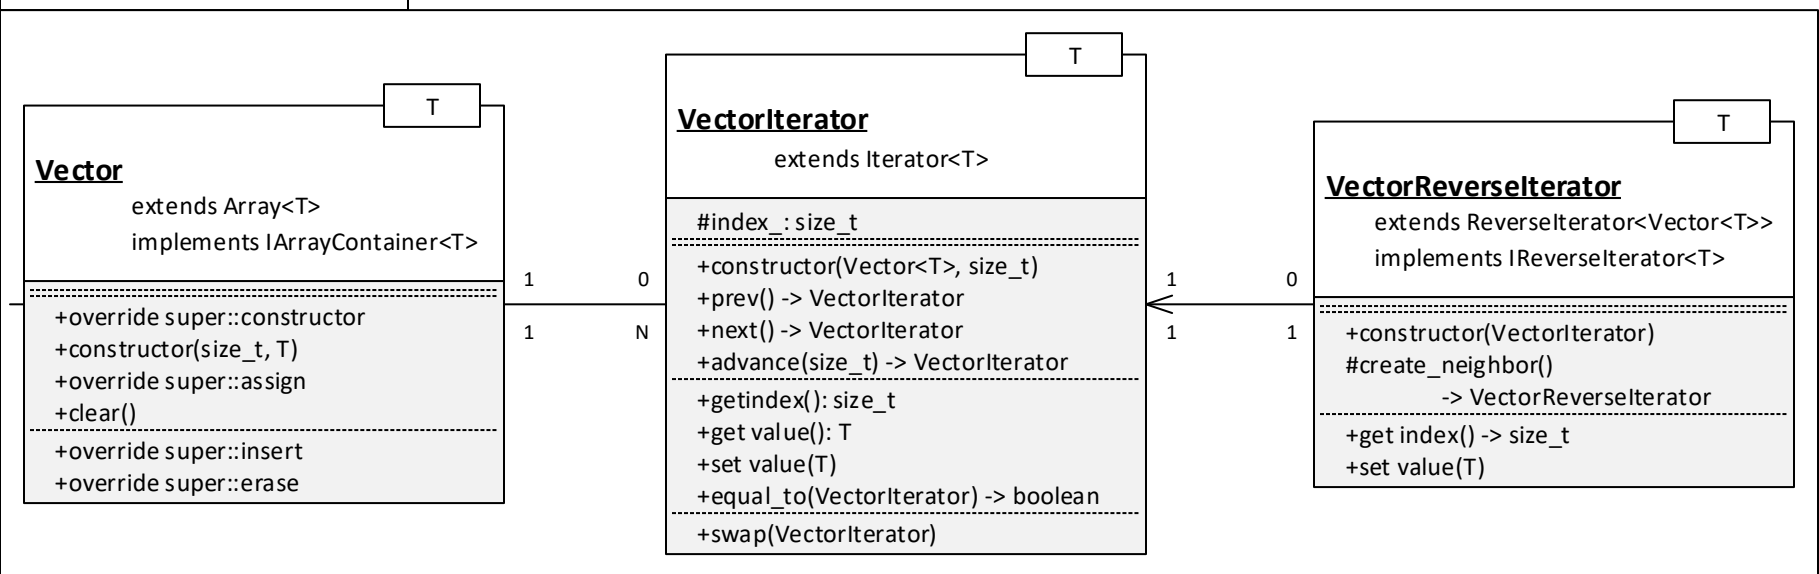 T
Vector
extends Array<T>
implements IArrayContainer<T>
+override super::constructor
+constructor(size_t, T)
+override super::assign
+clear()
+override super::insert
+override super::erase
1
0
1
N
T
VectorIterator
extends Iterator<T>
#index_: size_t
+constructor(Vector<T>, size_t)
+prev() -> VectorIterator
+next() -> VectorIterator
+advance(size_t) -> VectorIterator
+getindex(): size_t
+get value(): T
+set value(T)
+equal_to(VectorIterator) -> boolean
+swap(VectorIterator)
1
0
1
1
T
VectorReverseIterator
extends ReverseIterator<Vector<T>>
implements IReverseIterator<T>
+constructor(VectorIterator)
#create_neighbor()
-> VectorReverseIterator
+get index() -> size_t
+set value(T)